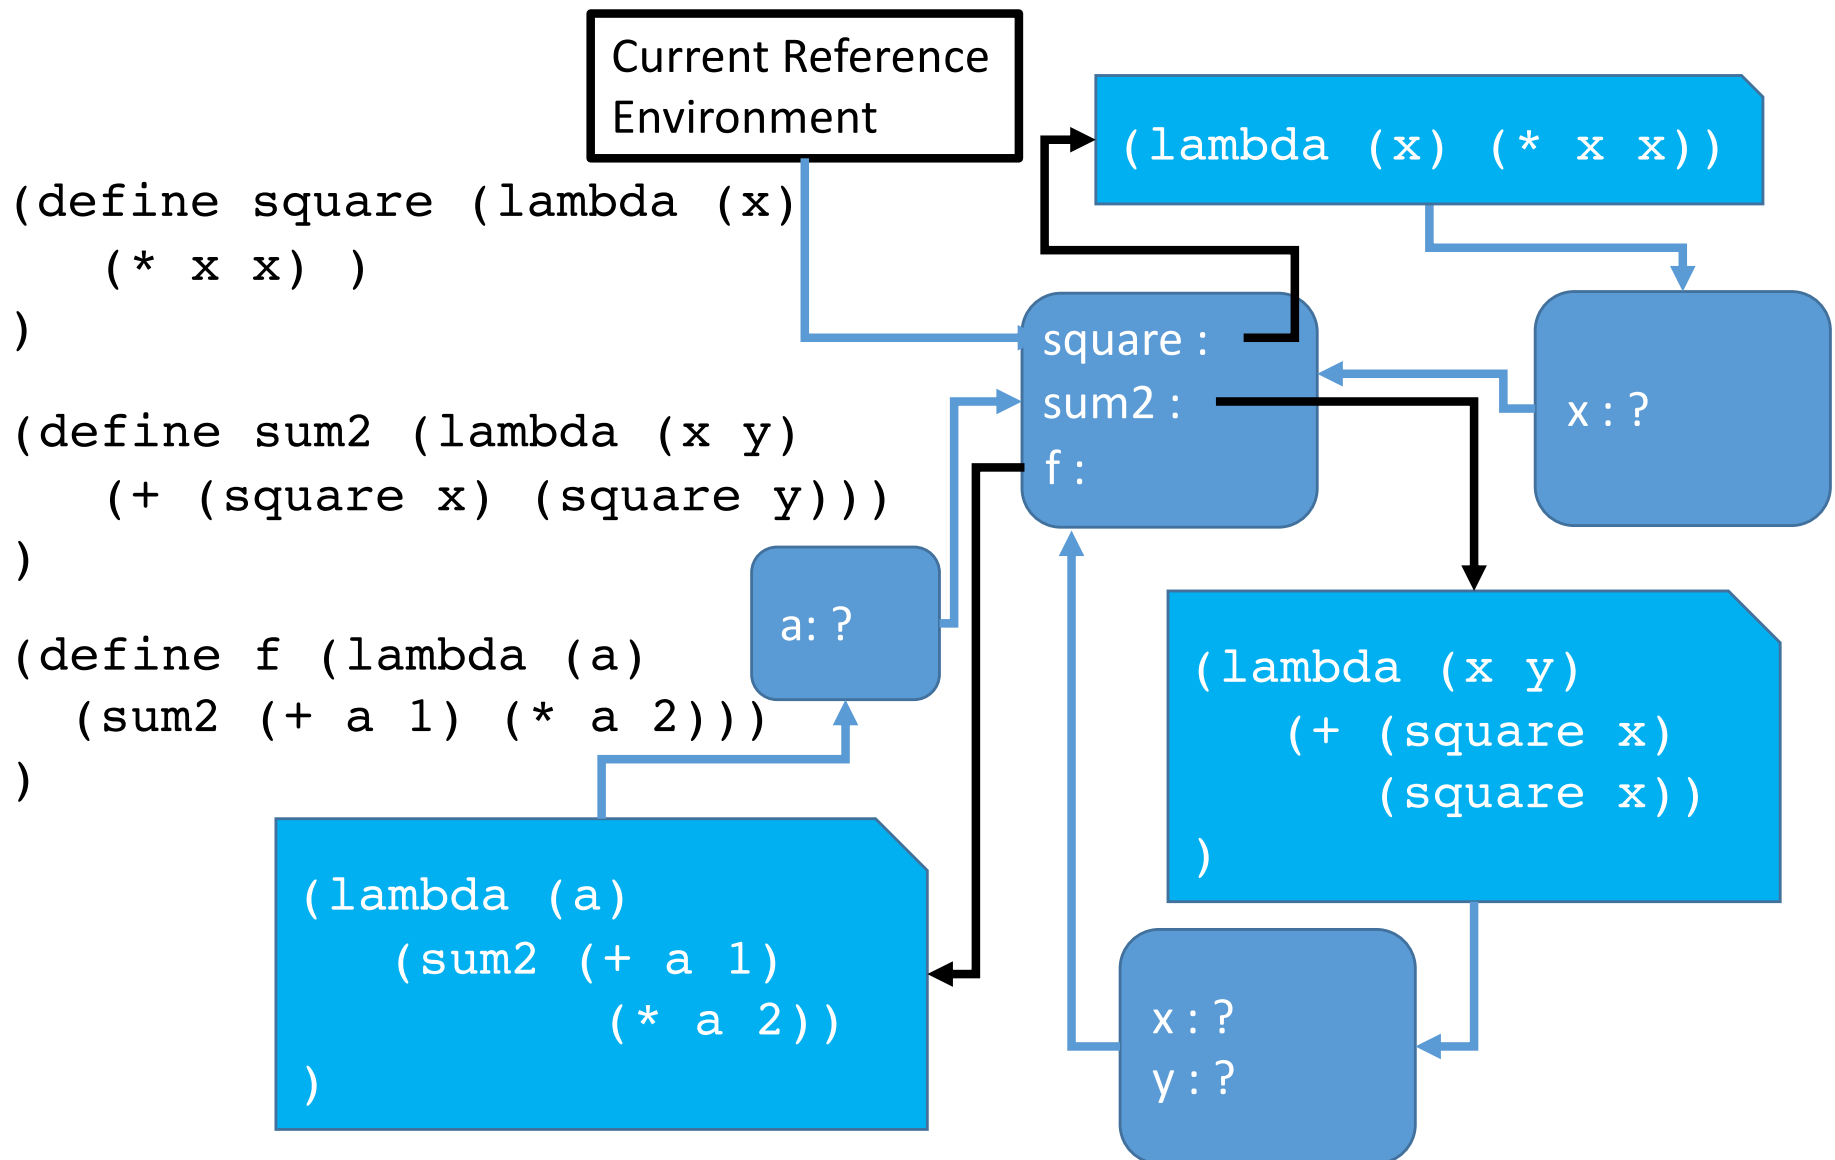 Current Reference
Environment
(lambda (x) (* x x))
(define square (lambda (x)
(* x x) )
)
(define sum2 (lambda (x y)
(+ (square x) (square y)))
)
(define f (lambda (a)
(sum2 (+ a 1) (* a 2)))
)
square :
sum2 :
f :
x : ?
a: ?
(lambda (x y)
(+ (square x)
(square x))
)
(lambda (a)
(sum2 (+ a 1)
(* a 2))
)
x : ?
y : ?